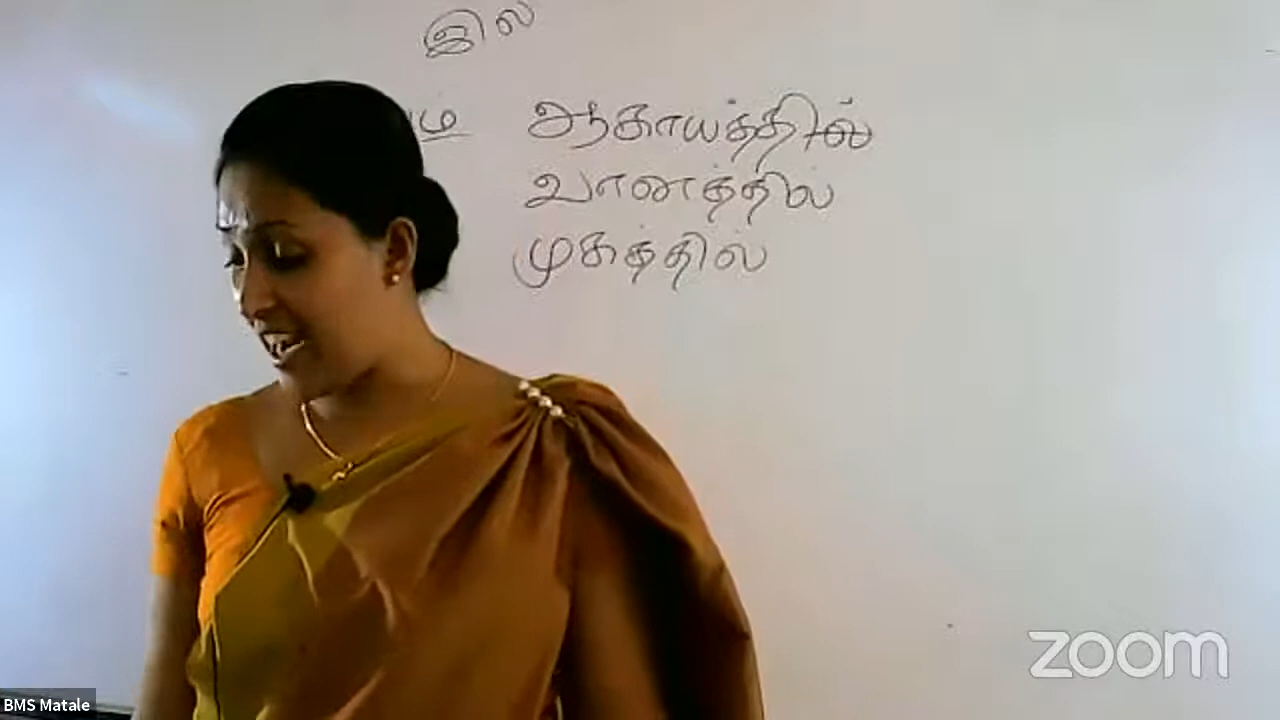 இல்
ஆகாயத்தில்
வானத்தில்
முகத்தில்
zoom
BMS Matale